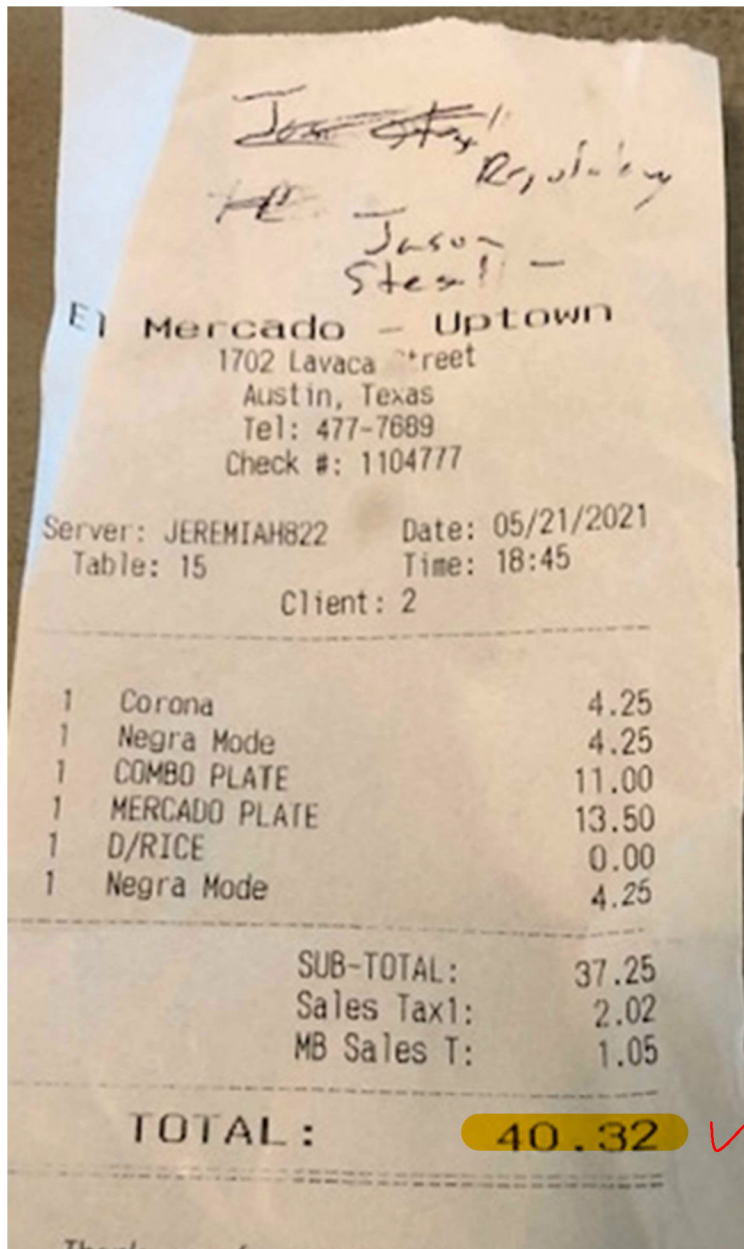 Regulatory
Jason
El Mercado - Uptown
1702 Lavaca Street
Austin, Texas
Tel: 477-7689
Check #: 1104777
Server: JEREMIAH822 Date: 05/21/2021
Table: 15 Time: 18:45
Client: 2
1 Corona 4.25
1 Negra Mode 4.25
1 COMBO PLATE 11.00
1 MERCADO PLATE 13.50
1 D/RICE 0.00
1 Negra Mode 4.25
SUB-TOTAL: 37.25
Sales Tax1: 2.02
MB Sales T: 1.05
TOTAL: 40.32